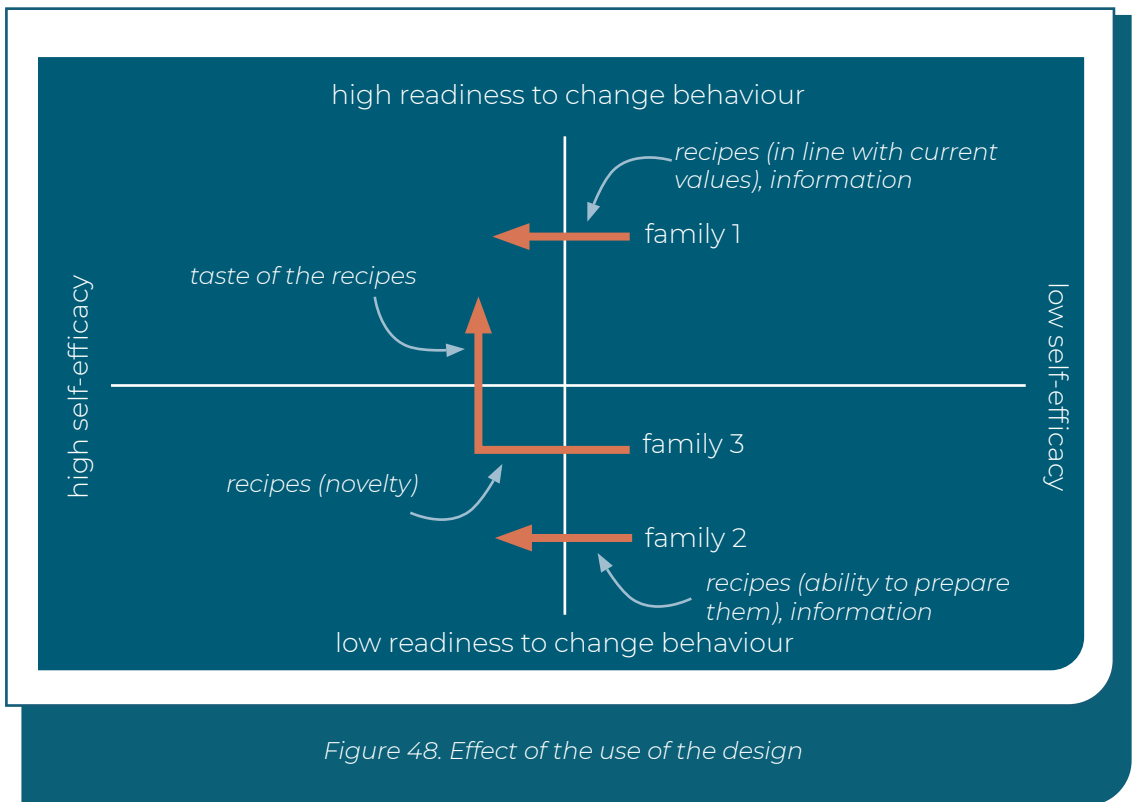 high readiness to change behaviour
recipes (in line with current
values), information
family 1
taste of the recipes
high self-efficacy
low self-efficacy
family 3
recipes (novelty)
family 2
recipes (ability to prepare
them), information
low readiness to change behaviour
Figure 48. Effect of the use of the design